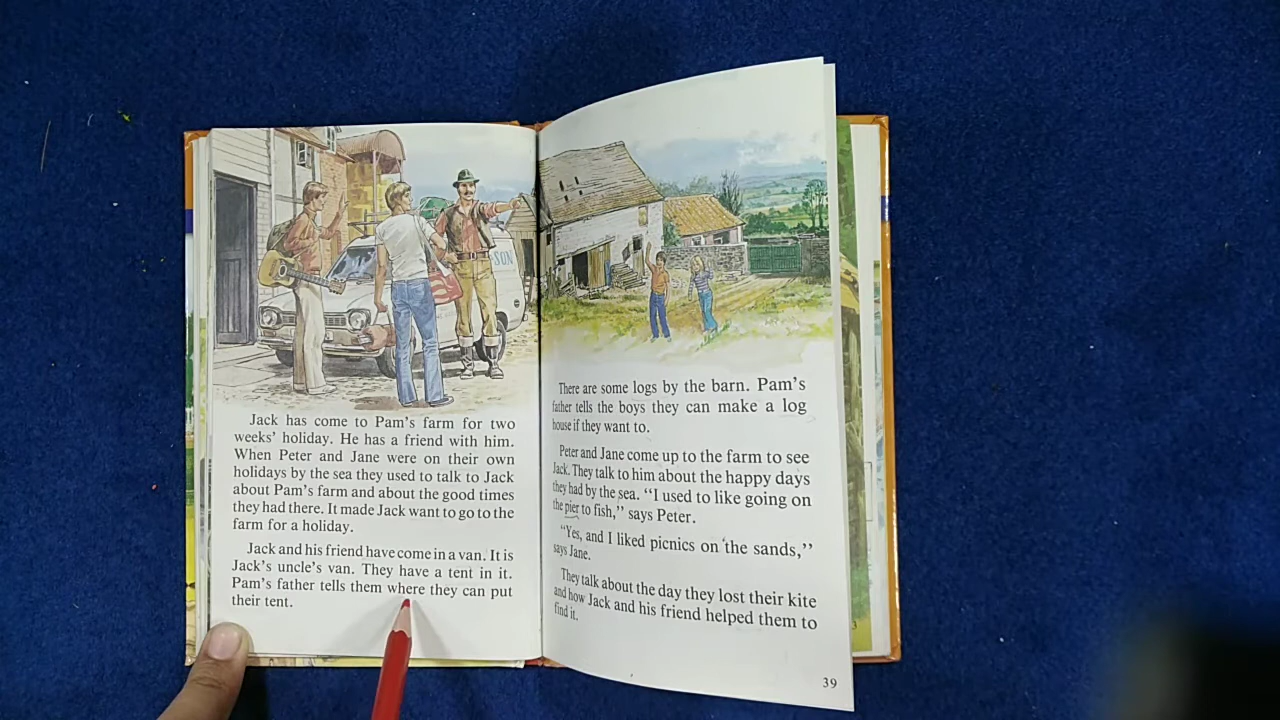 SON
Jack has come to Pam's farm for two
weeks' holiday. He has a friend with him.
When Peter and Jane were on their own
holidays by the sea they used to talk to Jack
about Pam's farm and about the good times
they had there. It made Jack want to go to the
farm for a holiday.
Jack and his friend have come in a van. It is
Jack's uncle's van. They have a tent in it.
Pam's father tells them where they can put
their tent.
There are some logs by the barn. Pam's
father tells the boys they can make a log
house if they want to.
Peter and Jane come up to the farm to see
Jack. They talk to him about the happy days
they had by the sea. “I used to like going on
the pier to fish,” says Peter.
“Yes, and I liked picnics on the sands,”
says Jane.
They talk about the day they lost their kite
and how Jack and his friend helped them to
find it.
39